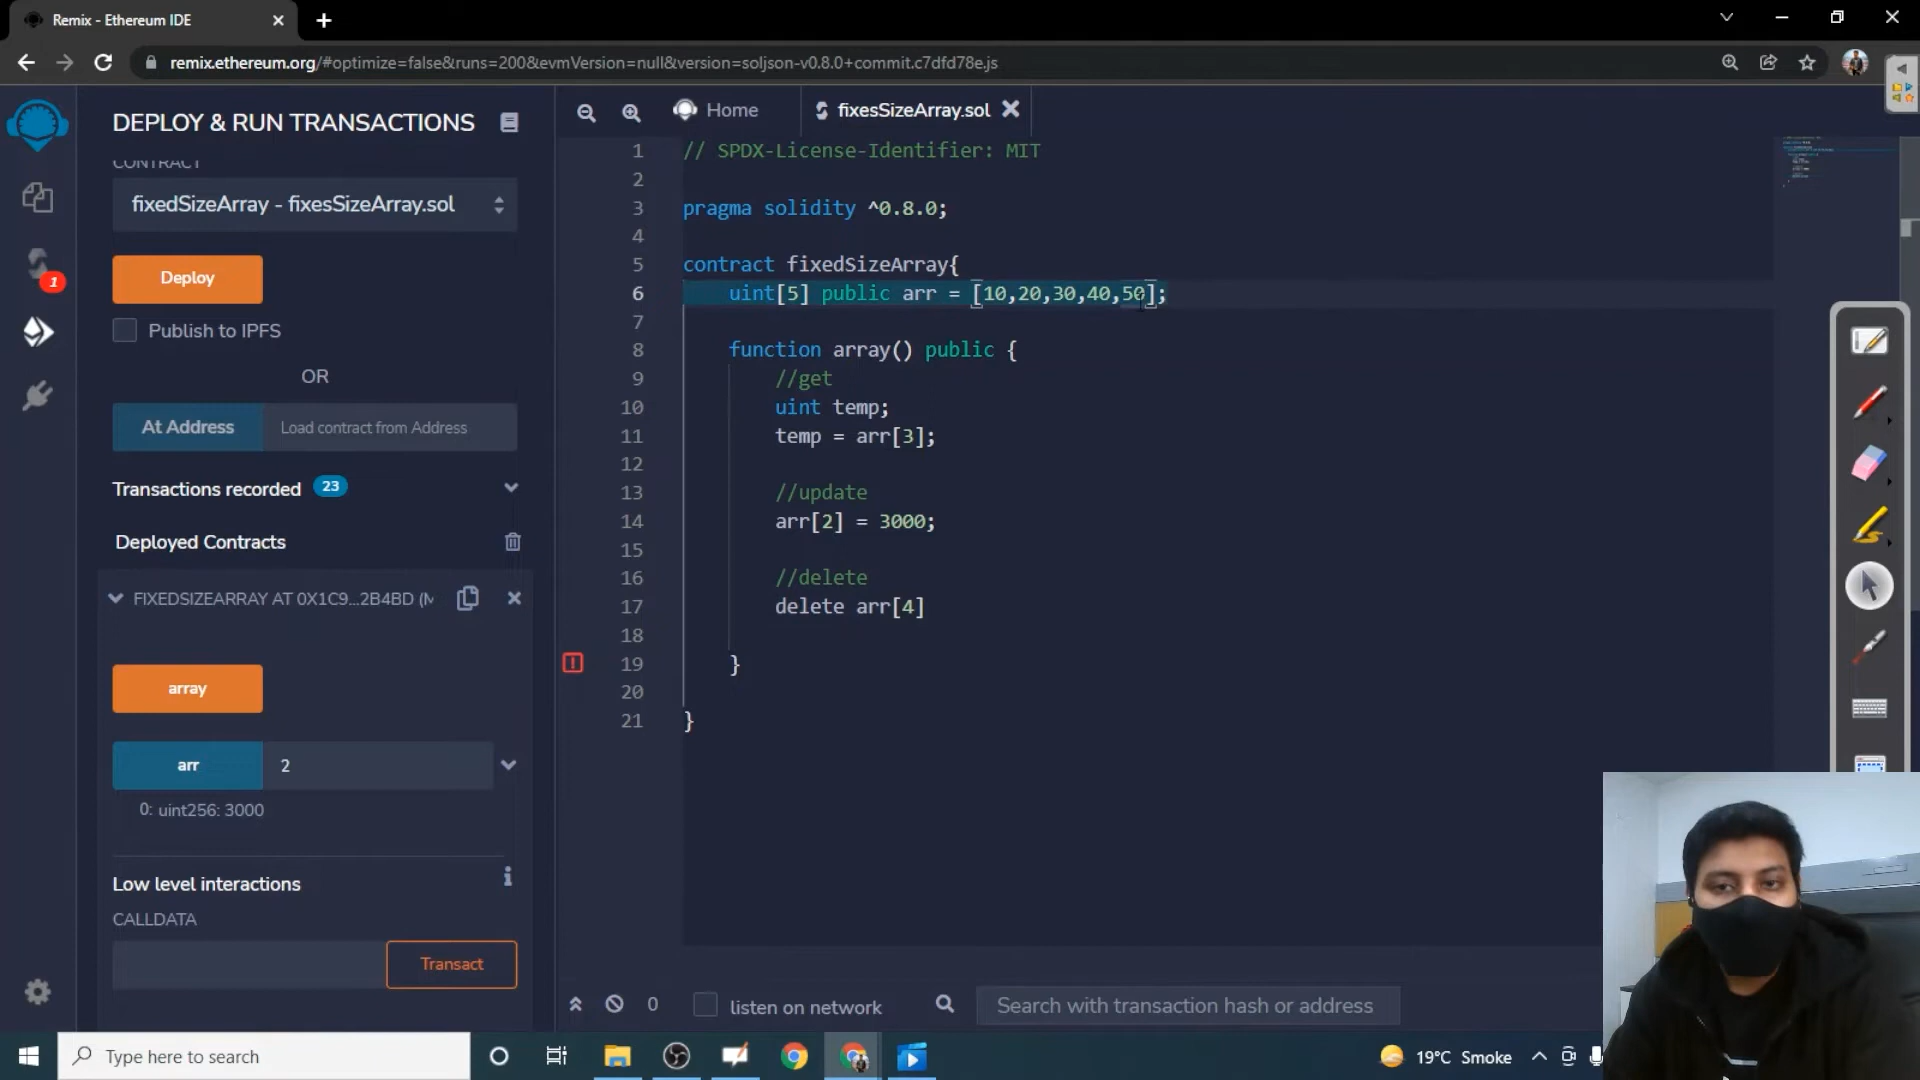 Remix - Ethereum IDE
remix.ethereum.org/#optimize=false&runs=200&evmVersion=null&version=soljson-v0.8.0+commit.c7dfd78e.js
DEPLOY & RUN TRANSACTIONS
CONTRACT
fixedSizeArray - fixesSizeArray.sol
Deploy
Publish to IPFS
OR
At Address
Load contract from Address
Transactions recorded 23
Deployed Contracts
FIXEDSIZEARRAY AT 0X1C9...2B4BD (M
array
arr
2
0: uint256: 3000
Low level interactions
i
CALLDATA
Transact
1
Home
fixesSizeArray.sol
1 // SPDX-License-Identifier: MIT
2
3 pragma solidity ^0.8.0;
4
5 contract fixedSizeArray{
6 uint[5] public arr = [10,20,30,40,50];
7
8 function array() public {
9 //get
10 uint temp;
11 temp = arr[3];
12
13 //update
14 arr[2] = 3000;
15
16 //delete
17 delete arr[4]
18
19 }
20
21 }
0
listen on network
Search with transaction hash or address
Type here to search
19°C Smoke